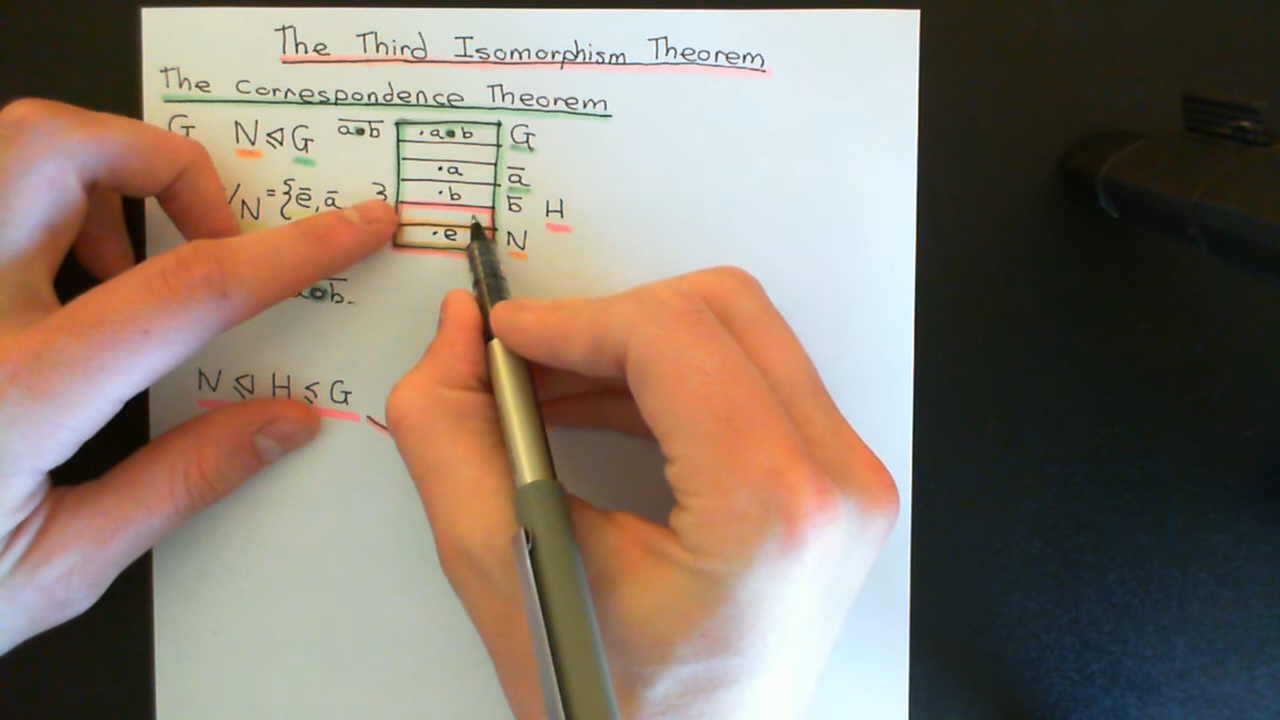 The Third Isomorphism Theorem
The Correspondence Theorem
G N ⊲ G
/N = {ē, ā }
a∘b‾
·a∘b G
·a ā
·b b̄ H
·e N
∘b‾.
N ⊴ H ≤ G